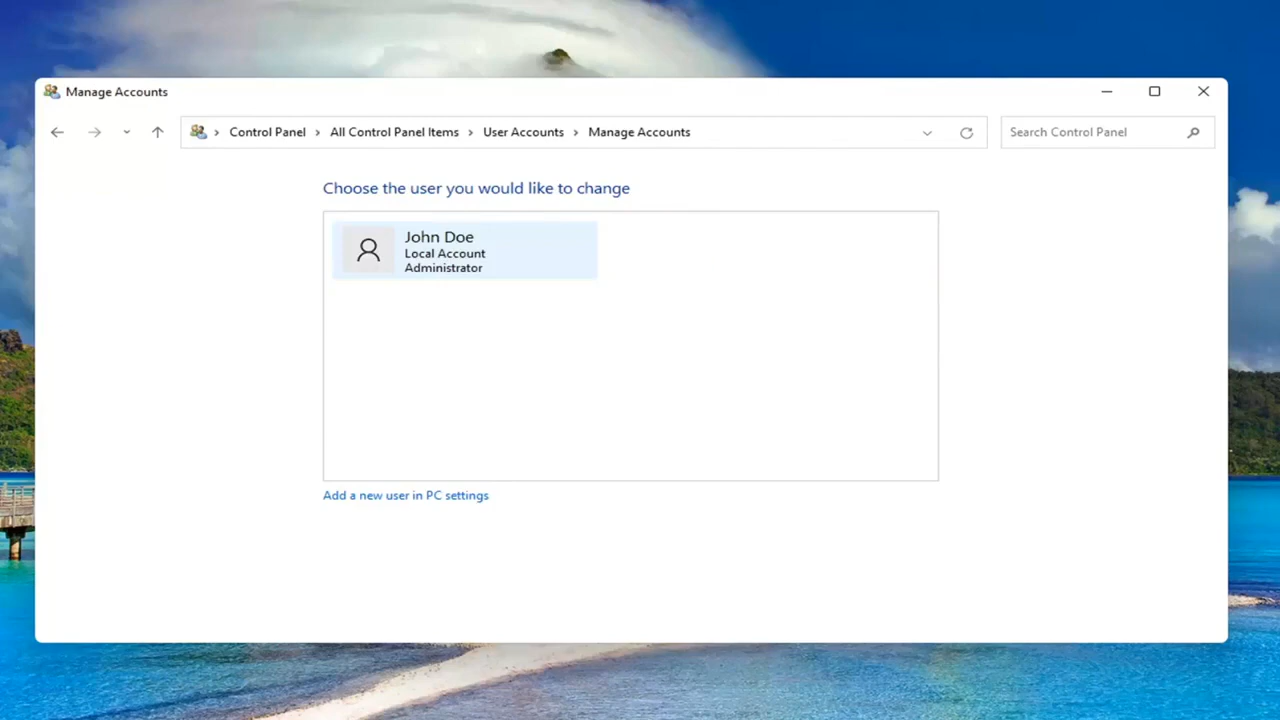 Manage Accounts
Control Panel > All Control Panel Items > User Accounts > Manage Accounts
Search Control Panel
Choose the user you would like to change
John Doe
Local Account
Administrator
Add a new user in PC settings